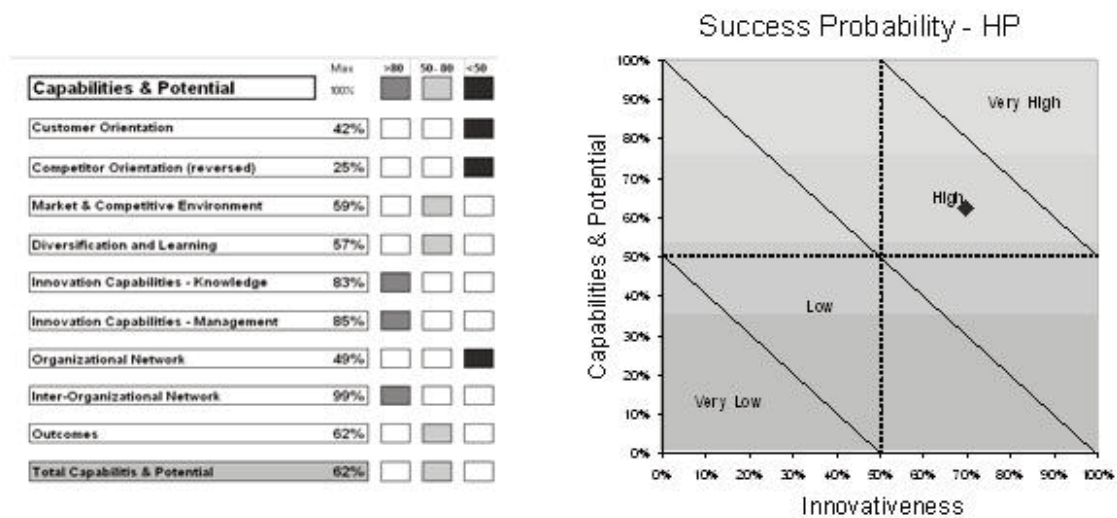 Max >80 50-80 <50
Capabilities & Potential 100%
Customer Orientation 42%
Competitor Orientation (reversed) 25%
Market & Competitive Environment 59%
Diversification and Learning 57%
Innovation Capabilities - Knowledge 83%
Innovation Capabilities - Management 85%
Organizational Network 49%
Inter-Organizational Network 99%
Outcomes 62%
Total Capabilitis & Potential 62%
Success Probability - HP
Capabilities & Potential
100%
90%
80%
70%
60%
50%
40%
30%
20%
10%
0%
Very High
High
Low
Very Low
0% 10% 20% 30% 40% 50% 60% 70% 80% 90% 100%
Innovativeness